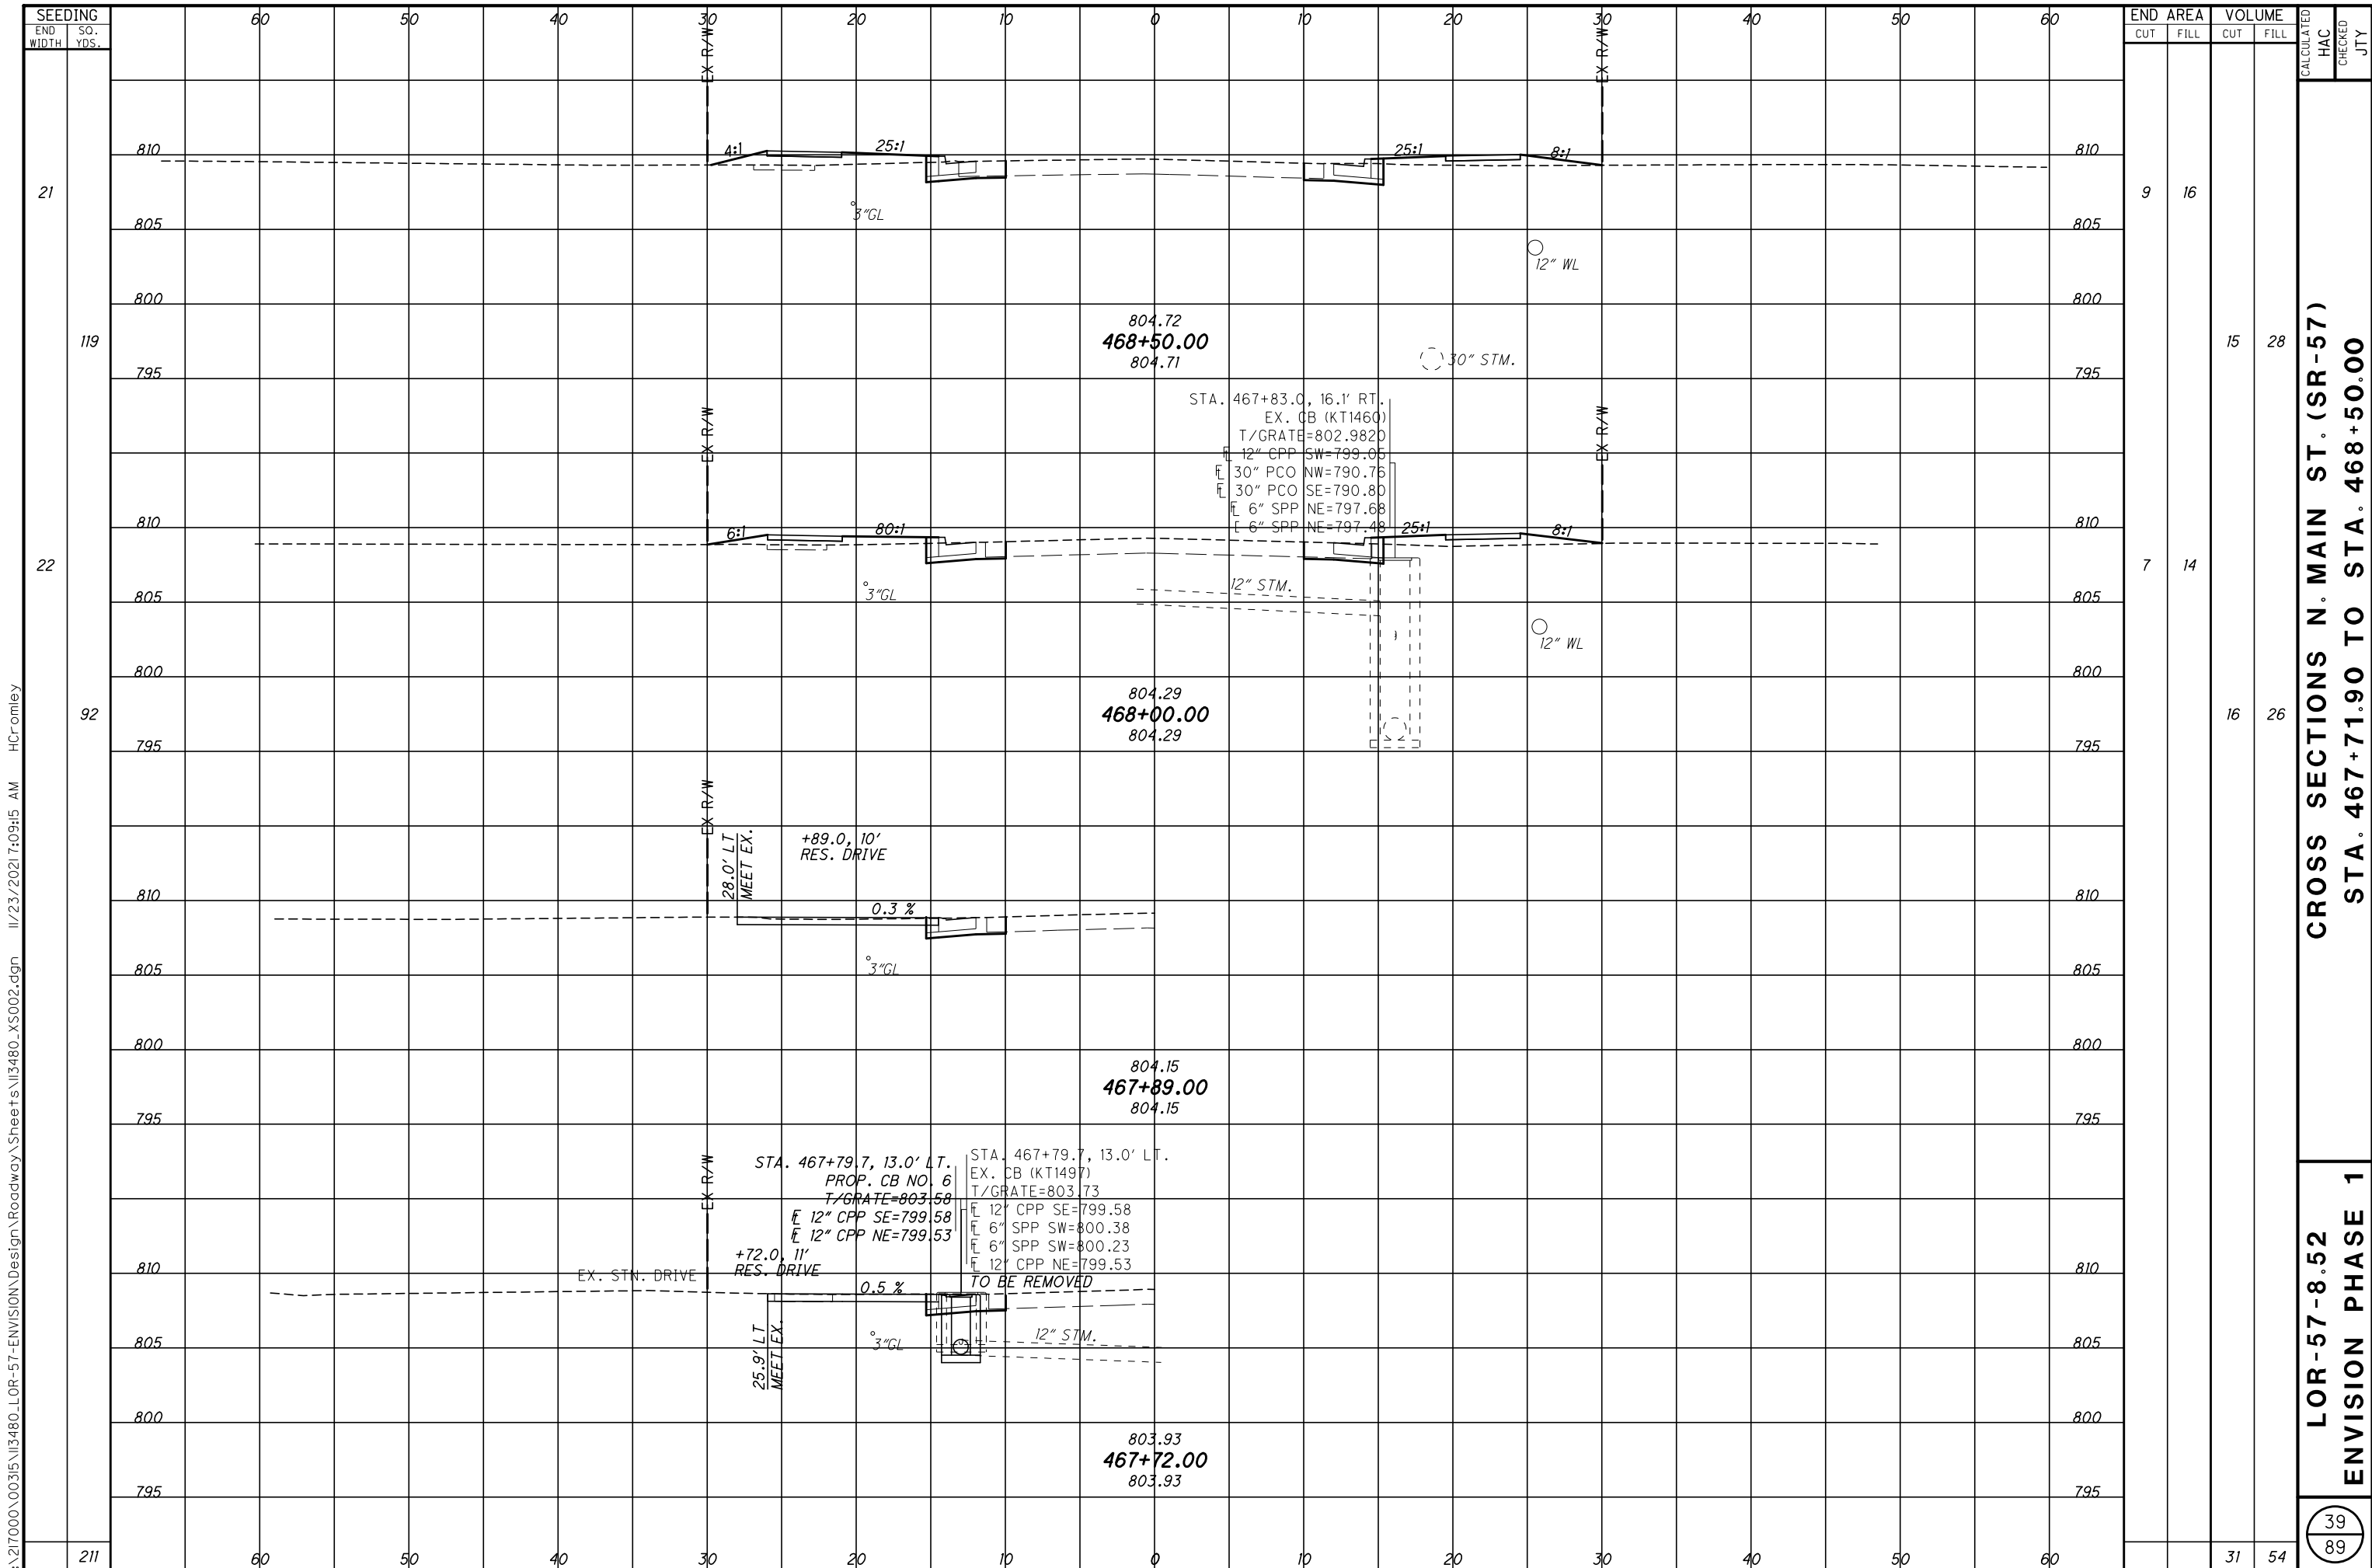 SEEDING
END WIDTH
SQ. YDS.
60 50 40 30 20 10 0 10 20 30 40 50 60
END AREA
VOLUME
CUT FILL CUT FILL
CALCULATED
HAC
CHECKED
JTY
EX R/W
EX R/W
810
4:1
25:1
25:1
8:1
810
21
9 16
3"GL
805
805
12" WL
800
800
119
804.72
468+50.00
804.71
30" STM.
15 28
795
795
EX R/W
EX R/W
STA. 467+83.0, 16.1' RT.
EX. CB (KT1460)
T/GRATE=802.9820
℄ 12" CPP SW=799.05
℄ 30" PCO NW=790.76
℄ 30" PCO SE=790.80
℄ 6" SPP NE=797.68
℄ 6" SPP NE=797.48
810
6:1
80:1
25:1
8:1
810
22
7 14
3"GL
12" STM.
805
805
12" WL
800
800
92
804.29
468+00.00
804.29
16 26
795
795
EX R/W
28.0' LT
MEET EX.
+89.0, 10'
RES. DRIVE
810
0.3 %
810
3"GL
805
805
800
800
804.15
467+89.00
804.15
795
795
EX R/W
STA. 467+79.7, 13.0' LT.
PROP. CB NO. 6
T/GRATE=803.58
℄ 12" CPP SE=799.58
℄ 12" CPP NE=799.53
STA. 467+79.7, 13.0' LT.
EX. CB (KT1497)
T/GRATE=803.73
℄ 12" CPP SE=799.58
℄ 6" SPP SW=800.38
℄ 6" SPP SW=800.23
℄ 12" CPP NE=799.53
TO BE REMOVED
+72.0, 11'
RES. DRIVE
EX. STN. DRIVE
810
0.5 %
810
25.9' LT
MEET EX.
3"GL
12" STM.
805
805
800
800
803.93
467+72.00
803.93
795
795
211
60 50 40 30 20 10 0 10 20 30 40 50 60
31 54
CROSS SECTIONS N. MAIN ST. (SR-57)
STA. 467+71.90 TO STA. 468+50.00
LOR-57-8.52
ENVISION PHASE 1
39
89
\217000\00315\113480_LOR-57-ENVISION\Design\Roadway\Sheets\113480_XS002.dgn 11/23/2021 7:09:15 AM HCromley